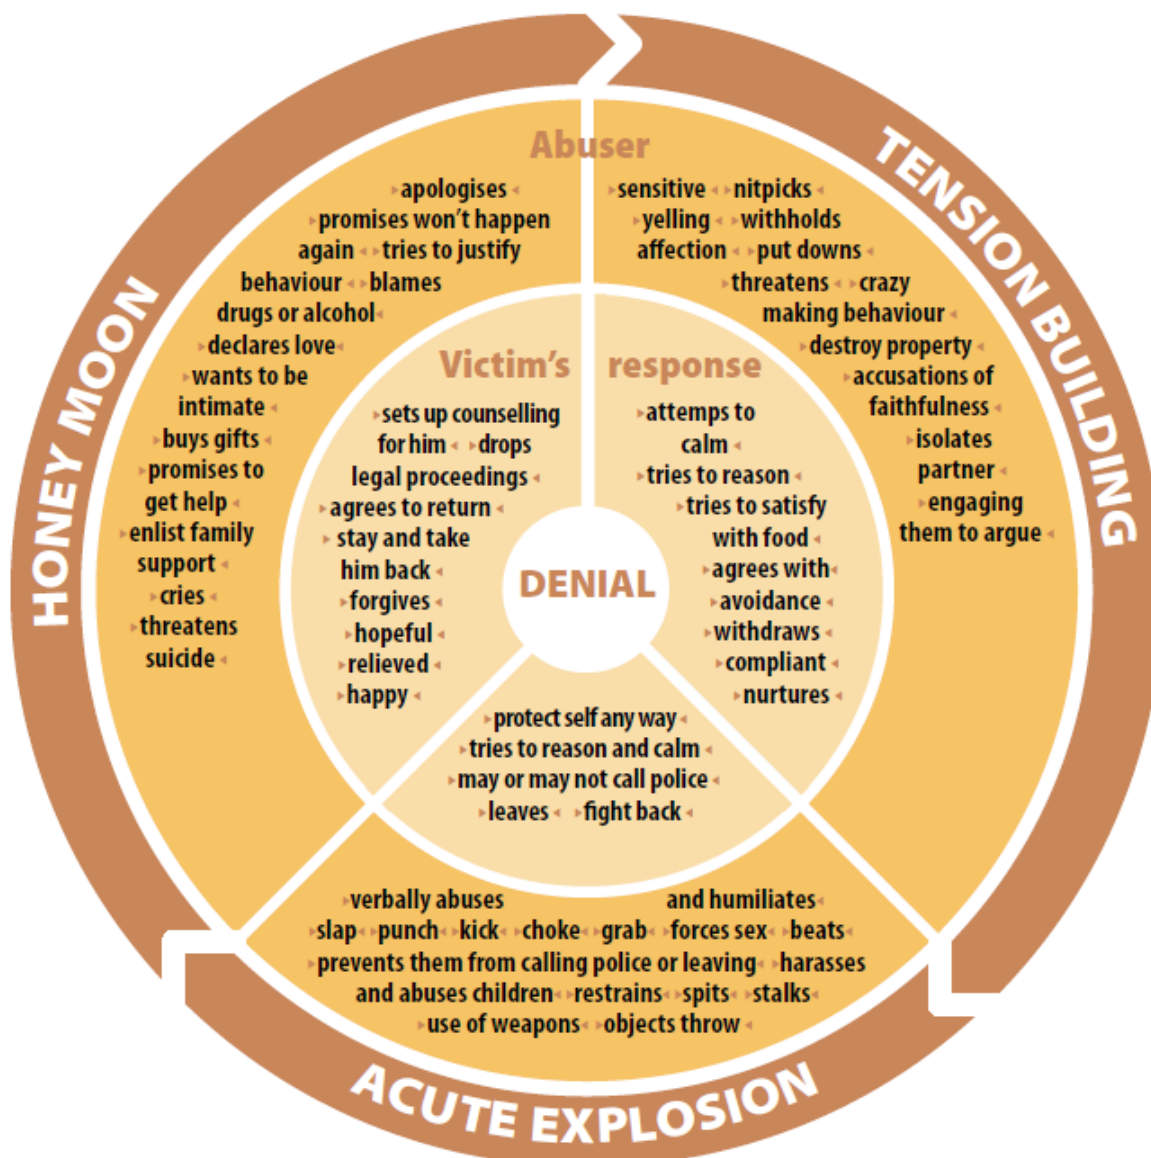 HONEY MOON
TENSION BUILDING
ACUTE EXPLOSION
Abuser
apologises
promises won't happen
again tries to justify
behaviour blames
drugs or alcohol
declares love
wants to be
intimate
buys gifts
promises to
get help
enlist family
support
cries
threatens
suicide
sensitive nitpicks
yelling withholds
affection put downs
threatens crazy
making behaviour
destroy property
accusations of
faithfulness
isolates
partner
engaging
them to argue
Victim's response
sets up counselling
for him drops
legal proceedings
agrees to return
stay and take
him back
forgives
hopeful
relieved
happy
attemps to
calm
tries to reason
tries to satisfy
with food
agrees with
avoidance
withdraws
compliant
nurtures
DENIAL
protect self any way
tries to reason and calm
may or may not call police
leaves fight back
verbally abuses and humiliates
slap punch kick choke grab forces sex beats
prevents them from calling police or leaving harasses
and abuses children restrains spits stalks
use of weapons objects throw